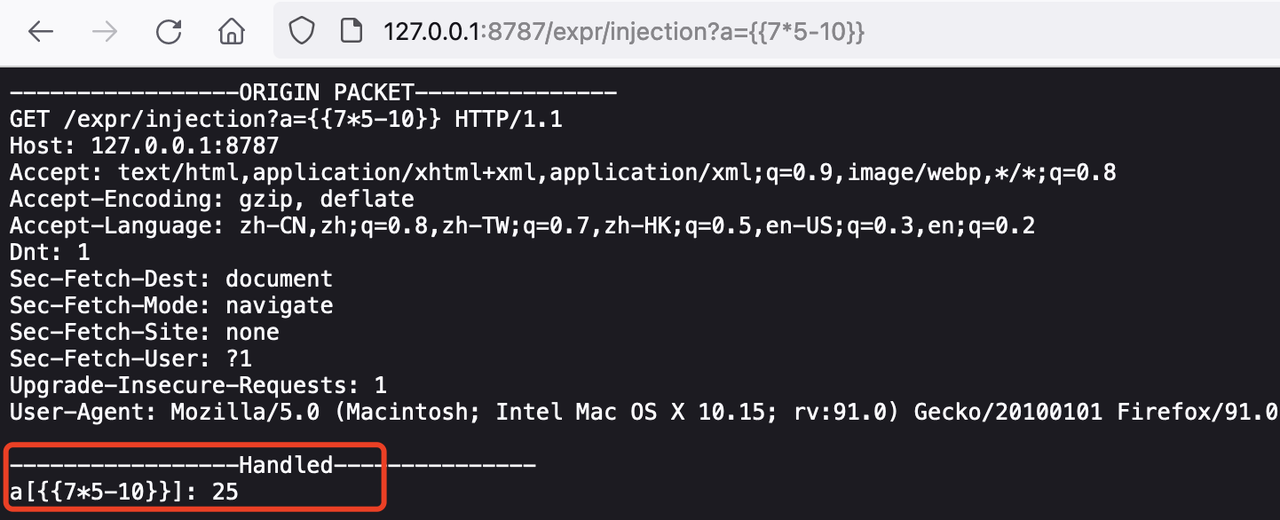 127.0.0.1:8787/expr/injection?a={{7*5-10}}
-----------------ORIGIN PACKET---------------
GET /expr/injection?a={{7*5-10}} HTTP/1.1
Host: 127.0.0.1:8787
Accept: text/html,application/xhtml+xml,application/xml;q=0.9,image/webp,*/*;q=0.8
Accept-Encoding: gzip, deflate
Accept-Language: zh-CN,zh;q=0.8,zh-TW;q=0.7,zh-HK;q=0.5,en-US;q=0.3,en;q=0.2
Dnt: 1
Sec-Fetch-Dest: document
Sec-Fetch-Mode: navigate
Sec-Fetch-Site: none
Sec-Fetch-User: ?1
Upgrade-Insecure-Requests: 1
User-Agent: Mozilla/5.0 (Macintosh; Intel Mac OS X 10.15; rv:91.0) Gecko/20100101 Firefox/91.0
-----------------Handled---------------
a[{{7*5-10}}]: 25